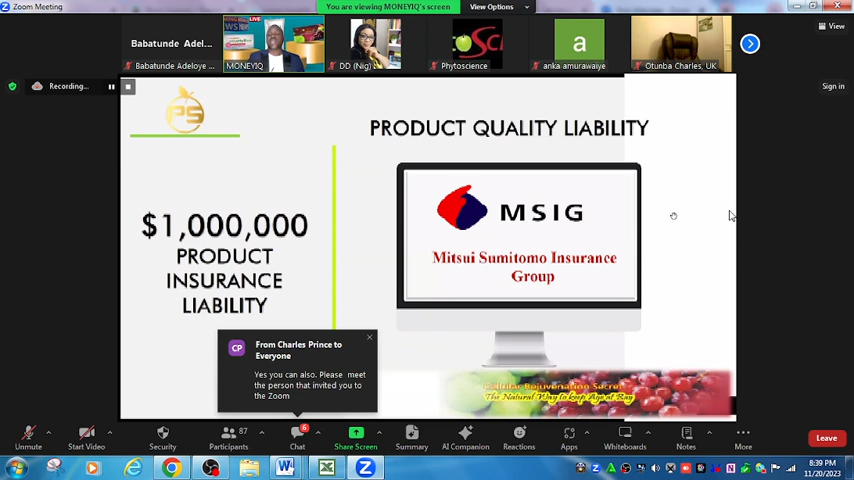 Zoom Meeting
You are viewing MONEYIQ's screen
View Options
View
Babatunde Adel...
Babatunde Adeloye ...
MONEYIQ
DD (Nig)
Phytoscience
a
anka amurawaiye
Otunba Charles, UK
Recording...
Sign in
PS
PRODUCT QUALITY LIABILITY
$1,000,000
PRODUCT
INSURANCE
LIABILITY
MSIG
Mitsui Sumitomo Insurance
Group
CP
From Charles Prince to
Everyone
Yes you can also. Please meet
the person that invited you to
the Zoom
Cellular Rejuvenation Secret
The Natural Way to keep Age at Bay
Unmute
Start Video
Security
Participants
87
Chat
6
Share Screen
Summary
AI Companion
Reactions
Apps
Whiteboards
Notes
More
Leave
8:39 PM
11/20/2023